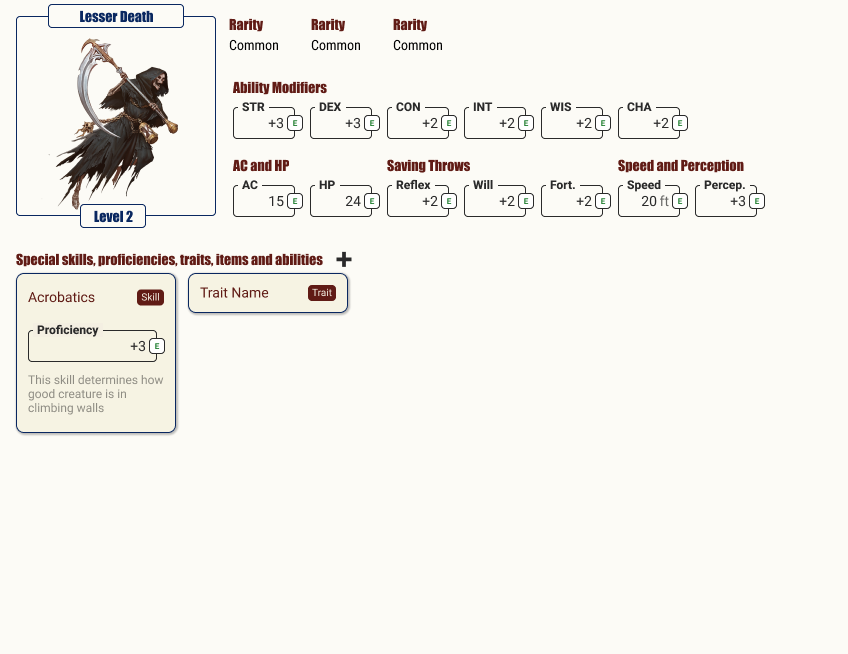 Lesser Death
Level 2
Rarity Rarity Rarity
Common Common Common
Ability Modifiers
STR DEX CON INT WIS CHA
+3 E +3 E +2 E +2 E +2 E +2 E
AC and HP Saving Throws Speed and Perception
AC HP Reflex Will Fort. Speed Percep.
15 E 24 E +2 E +2 E +2 E 20 ft E +3 E
Special skills, proficiencies, traits, items and abilities +
Acrobatics Skill
Proficiency
+3 E
This skill determines how
good creature is in
climbing walls
Trait Name Trait